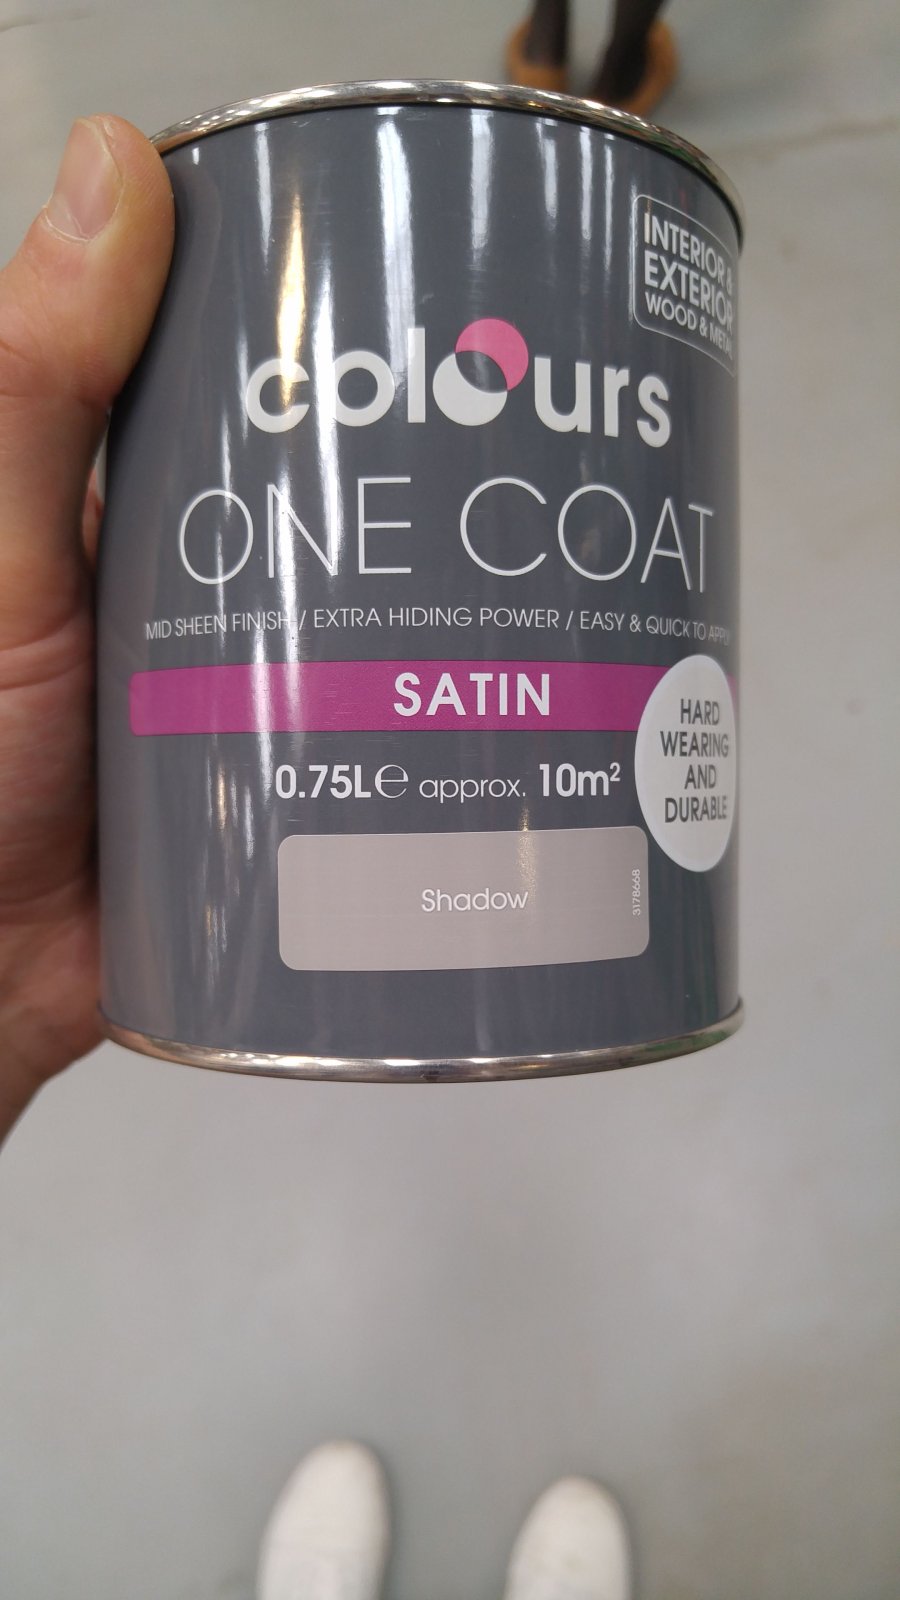 INTERIOR &
EXTERIOR
WOOD & METAL
colours
ONE COAT
MID SHEEN FINISH / EXTRA HIDING POWER / EASY & QUICK TO APPLY
SATIN
HARD
WEARING
AND
DURABLE
0.75L℮ approx. 10m²
Shadow
3178668